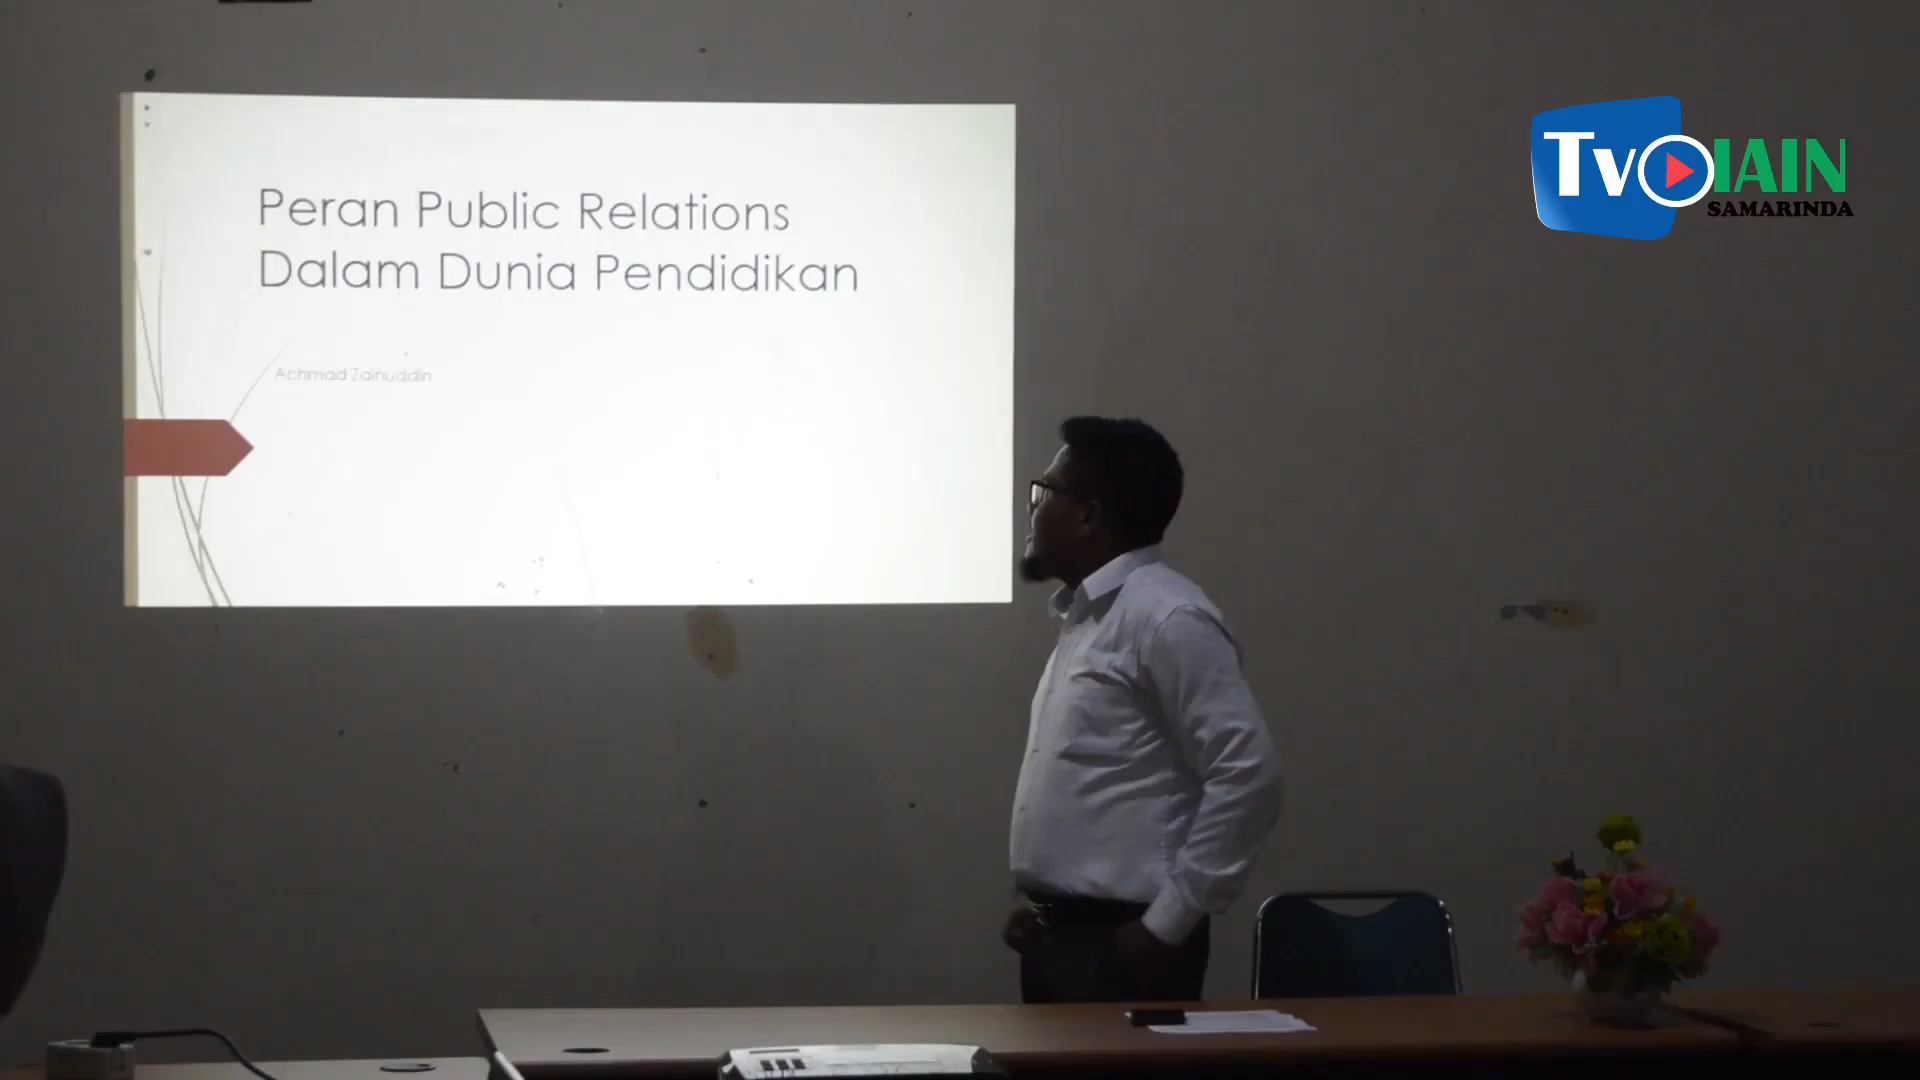 Peran Public Relations
Dalam Dunia Pendidikan
Achmad Zainuddin
Tv IAIN
SAMARINDA